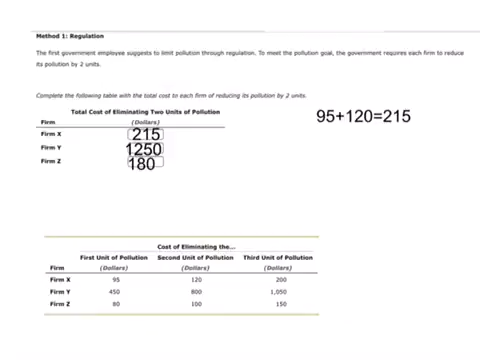 Method 1: Regulation
The first government employee suggests to limit pollution through regulation. To meet the pollution goal, the government requires each firm to reduce
its pollution by 2 units.
Complete the following table with the total cost to each firm of reducing its pollution by 2 units.
Total Cost of Eliminating Two Units of Pollution
Firm (Dollars)
Firm X 215
Firm Y 1250
Firm Z 180
95+120=215
Cost of Eliminating the...
First Unit of Pollution Second Unit of Pollution Third Unit of Pollution
Firm (Dollars) (Dollars) (Dollars)
Firm X 95 120 200
Firm Y 450 800 1,050
Firm Z 80 100 150